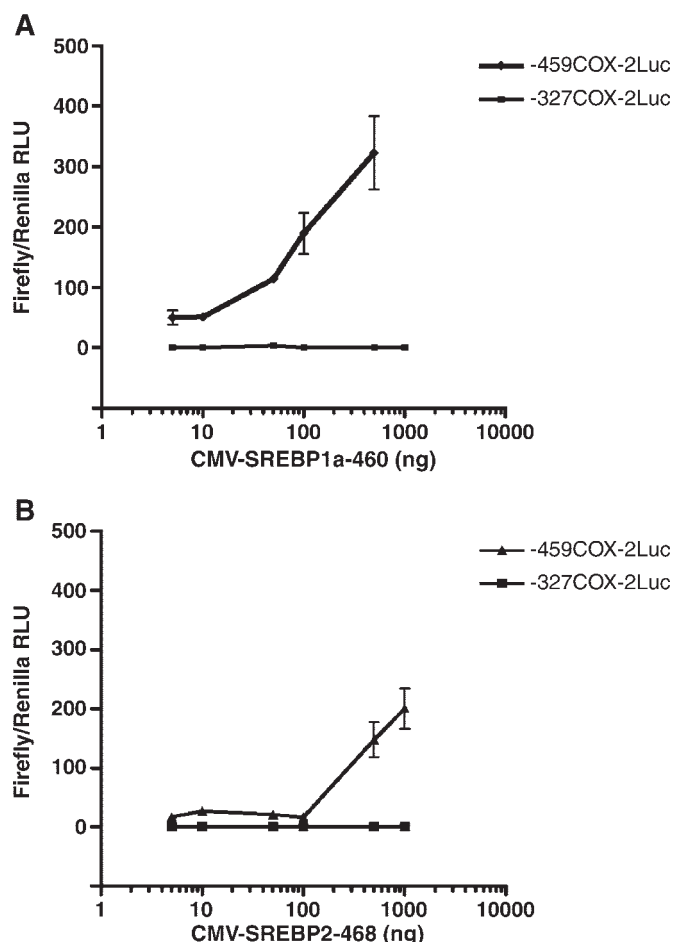 A
500
400
300
200
100
0
Firefly/Renilla RLU
1
10
100
1000
10000
CMV-SREBP1a-460 (ng)
-459COX-2Luc
-327COX-2Luc
B
500
400
300
200
100
0
Firefly/Renilla RLU
1
10
100
1000
10000
CMV-SREBP2-468 (ng)
-459COX-2Luc
-327COX-2Luc